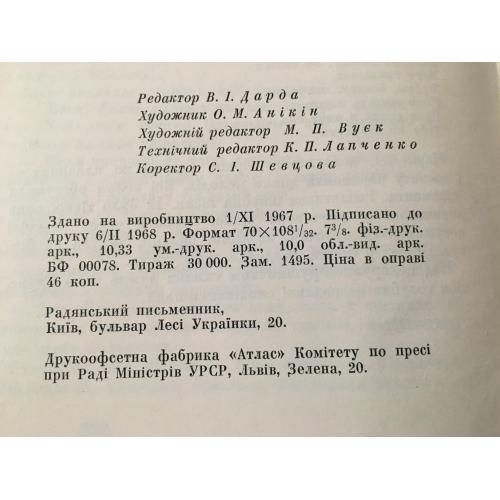 Редактор В. І. Дарда
Художник О. М. Анікін
Художній редактор М. П. Вуєк
Технічний редактор К. П. Лапченко
Коректор С. І. Шевцова
Здано на виробництво 1/XI 1967 р. Підписано до
друку 6/II 1968 р. Формат 70×108¹/₃₂. 7³/₈. фіз.-друк.
арк., 10,33 ум.-друк. арк., 10,0 обл.-вид. арк.
БФ 00078. Тираж 30 000. Зам. 1495. Ціна в оправі
46 коп.
Радянський письменник,
Київ, бульвар Лесі Українки, 20.
Друкоофсетна фабрика «Атлас» Комітету по пресі
при Раді Міністрів УРСР, Львів, Зелена, 20.